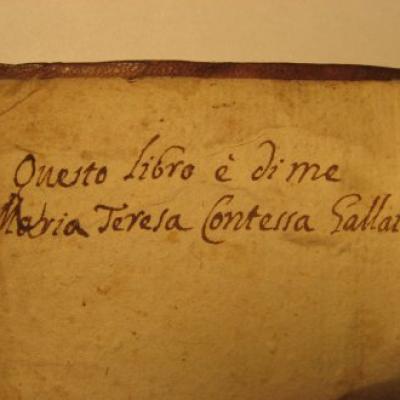 Questo libro è di me
Maria Teresa Contessa